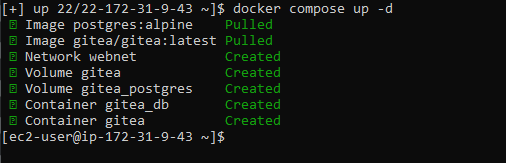 [+] up 22/22-172-31-9-43 ~]$ docker compose up -d
Image postgres:alpine Pulled
Image gitea/gitea:latest Pulled
Network webnet Created
Volume gitea Created
Volume gitea_postgres Created
Container gitea_db Created
Container gitea Created
[ec2-user@ip-172-31-9-43 ~]$